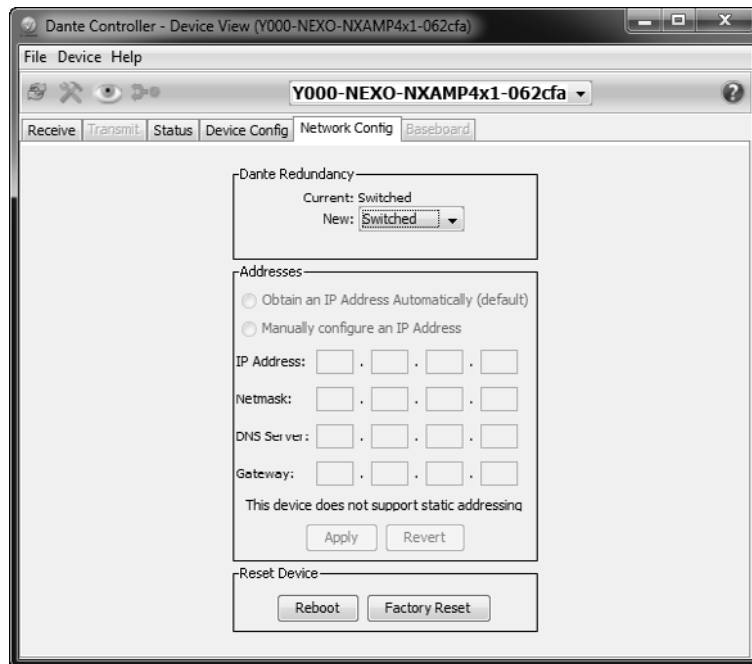 Dante Controller - Device View (Y000-NEXO-NXAMP4x1-062cfa)
File Device Help
Y000-NEXO-NXAMP4x1-062cfa
Receive Transmit Status Device Config Network Config Baseboard
Dante Redundancy
Current: Switched
New: Switched
Addresses
Obtain an IP Address Automatically (default)
Manually configure an IP Address
IP Address: . . .
Netmask: . . .
DNS Server: . . .
Gateway: . . .
This device does not support static addressing
Apply Revert
Reset Device
Reboot Factory Reset